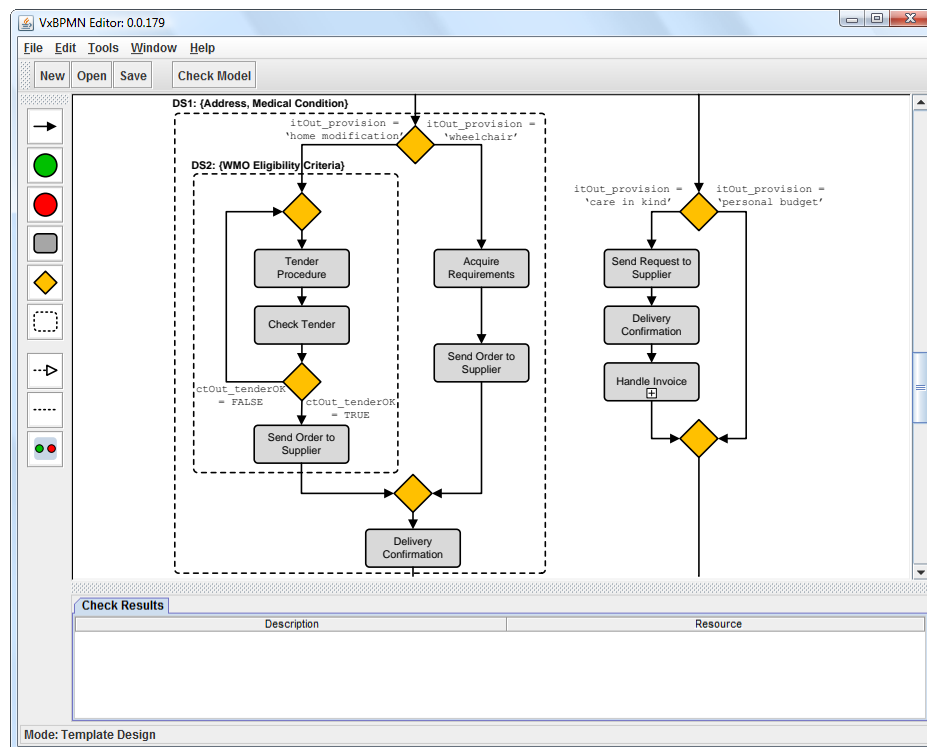 VxBPMN Editor: 0.0.179
File Edit Tools Window Help
New Open Save Check Model
DS1: {Address, Medical Condition}
itOut_provision =
‘home modification’
itOut_provision =
‘wheelchair’
DS2: {WMO Eligibility Criteria}
Tender
Procedure
Check Tender
ctOut_tenderOK
= FALSE
ctOut_tenderOK
= TRUE
Send Order to
Supplier
Acquire
Requirements
Send Order to
Supplier
Delivery
Confirmation
itOut_provision =
‘care in kind’
itOut_provision =
‘personal budget’
Send Request to
Supplier
Delivery
Confirmation
Handle Invoice
Check Results
Description Resource
Mode: Template Design